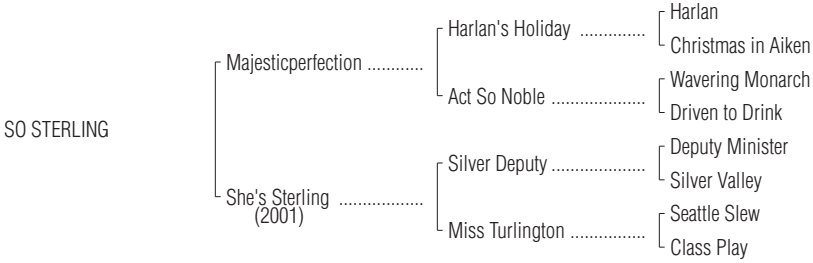 Harlan
Harlan's Holiday ..............
Christmas in Aiken
Majesticperfection ............
Wavering Monarch
Act So Noble ....................
Driven to Drink
SO STERLING
Deputy Minister
Silver Deputy ....................
Silver Valley
She's Sterling ..................
(2001)
Seattle Slew
Miss Turlington ................
Class Play